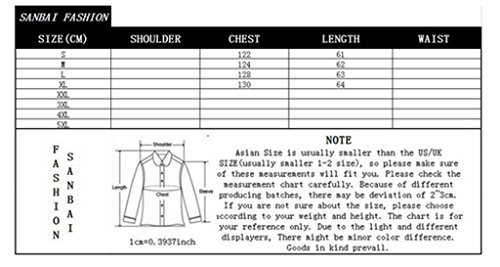 SANBAI FASHION
SIZE(CM) SHOULDER CHEST LENGTH WAIST
S 122 61
M 124 62
L 128 63
XL 130 64
XXL
3XL
4XL
5XL
FASHION
SANBAI
Shoulder
Length
Chest
Sleeve
1cm=0.3937inch
NOTE
Asian Size is usually smaller than the US/UK
SIZE(usually smaller 1-2 size), so please make sure
of these measurements will fit you. Please check the
measurement chart carefully. Because of different
producing batches, there may be deviation of 2~3cm.
If you are not about the size, please choose
according to your weight and height. The chart is for
your reference only. Due to the light and different
displayers, There might be minor color difference.
Goods in kind prevail.